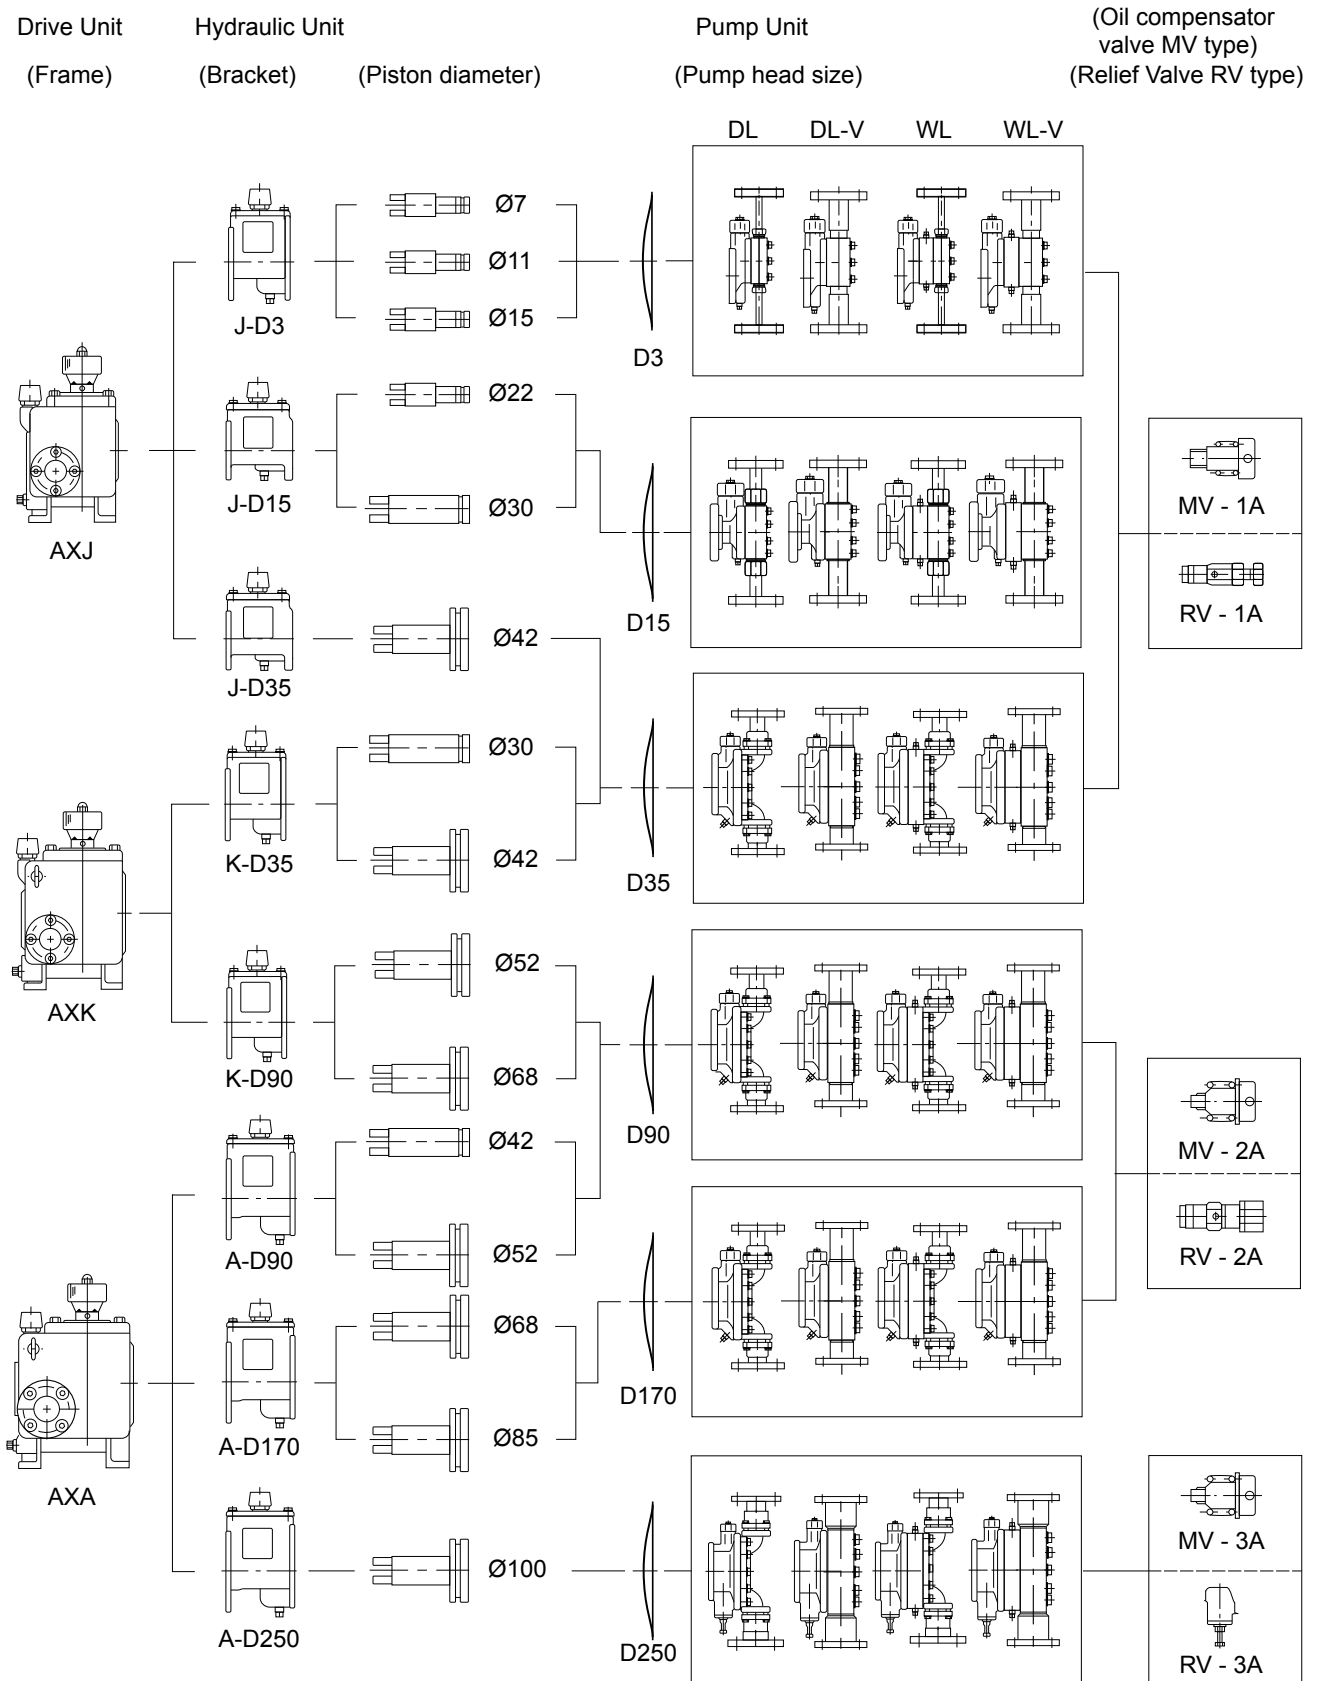 Drive Unit
Hydraulic Unit
Pump Unit
(Oil compensator
valve MV type)
(Frame)
(Bracket)
(Piston diameter)
(Pump head size)
(Relief Valve RV type)
DL
DL-V
WL
WL-V
Ø7
Ø11
Ø15
J-D3
D3
Ø22
J-D15
Ø30
AXJ
D15
MV - 1A
RV - 1A
Ø42
J-D35
Ø30
K-D35
Ø42
D35
Ø52
AXK
K-D90
Ø68
D90
Ø42
A-D90
Ø52
MV - 2A
RV - 2A
Ø68
D170
A-D170
Ø85
AXA
Ø100
A-D250
D250
MV - 3A
RV - 3A